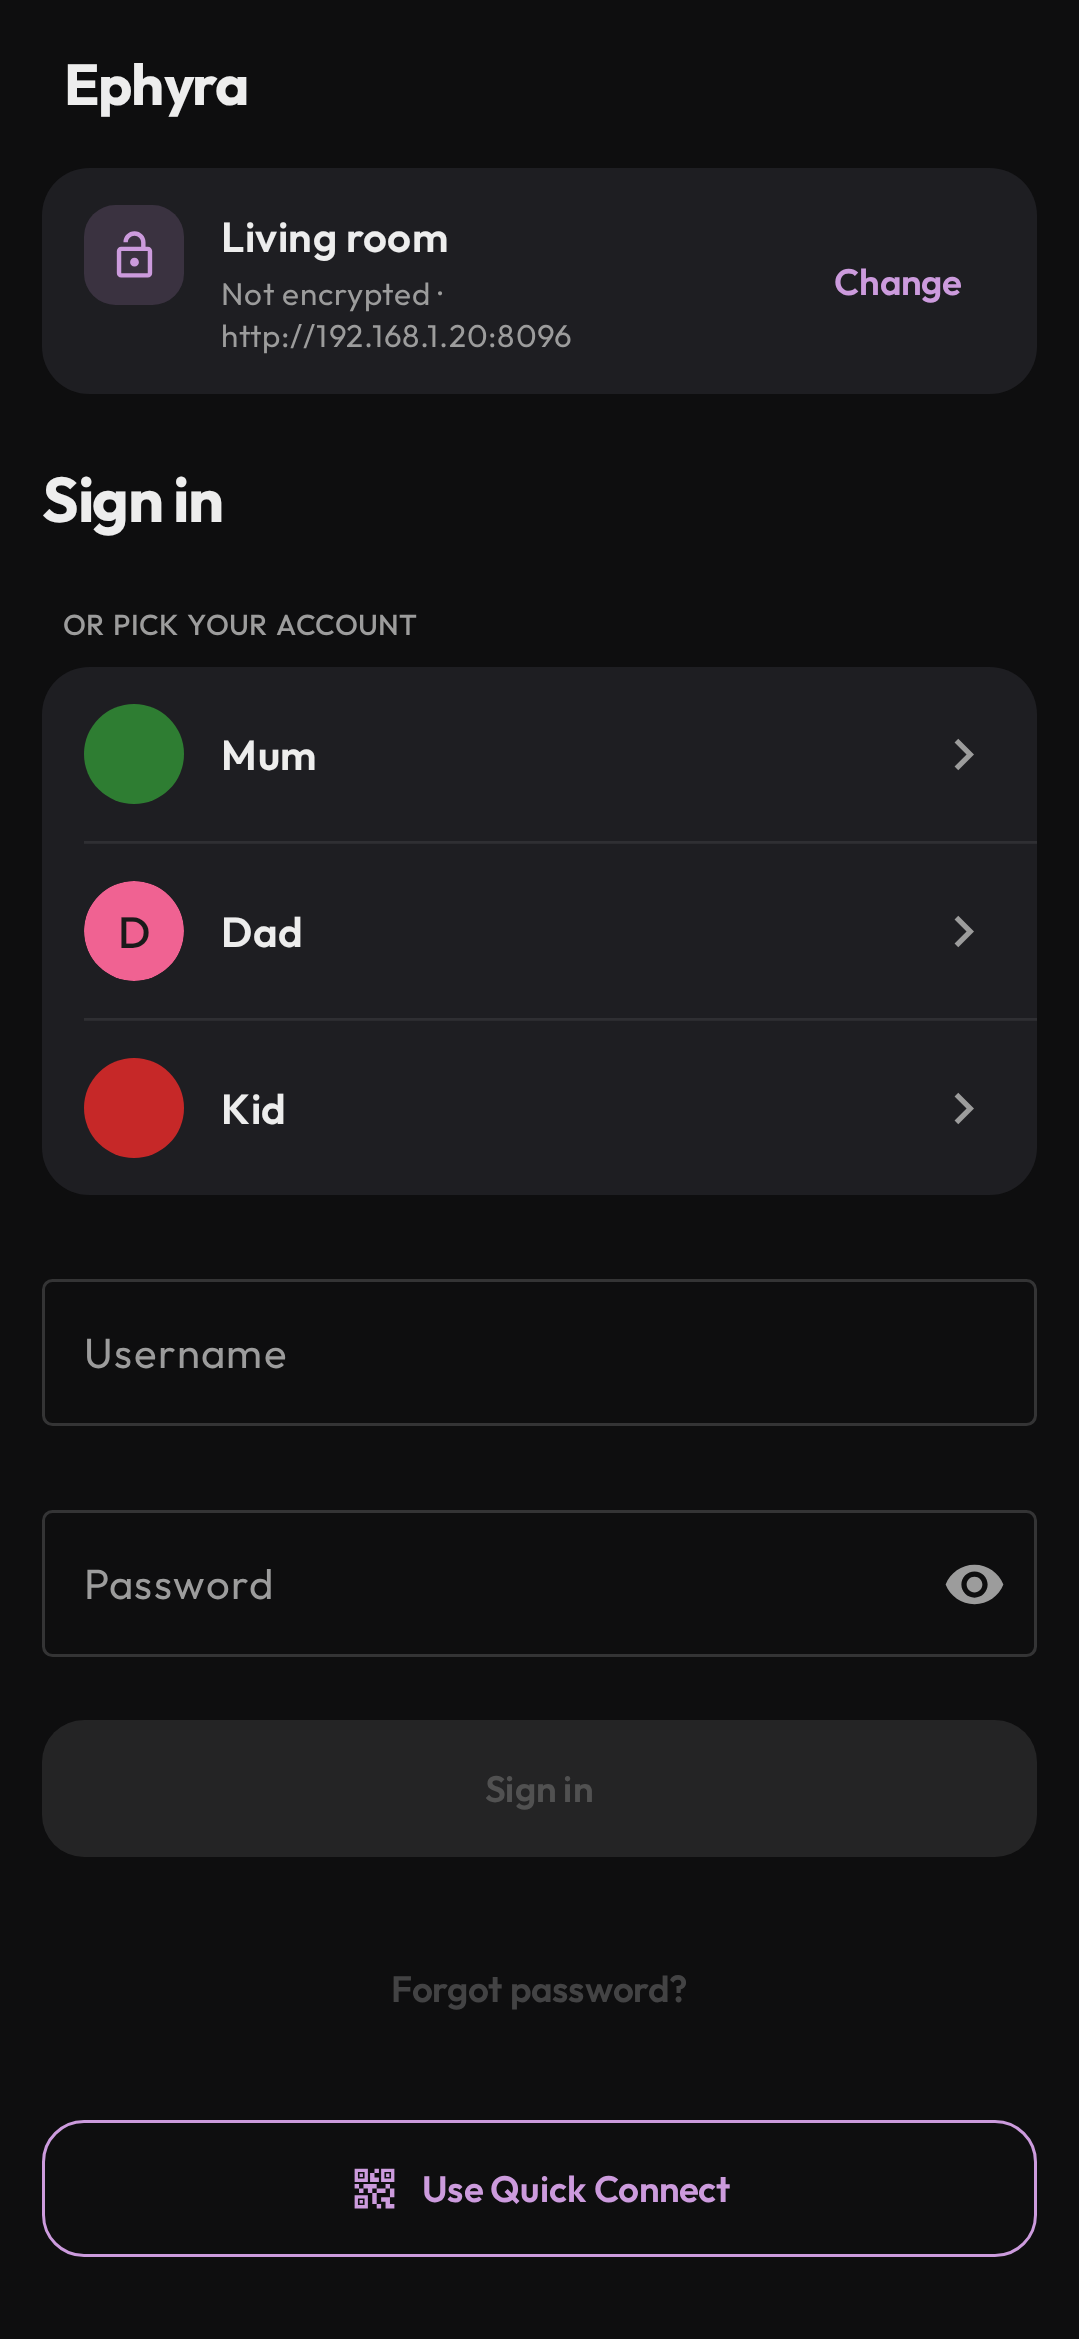 Ephyra
Living room
Not encrypted ·
http://192.168.1.20:8096
Change
Sign in
OR PICK YOUR ACCOUNT
Mum
D
Dad
Kid
Username
Password
Sign in
Forgot password?
Use Quick Connect